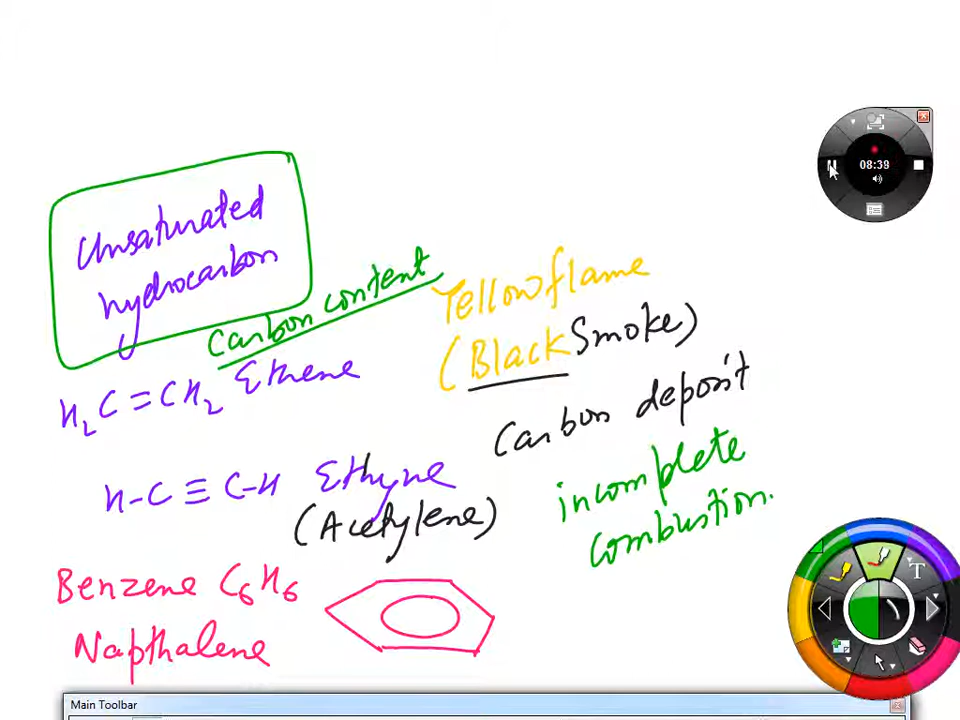 08:39
Unsaturated
hydrocarbon
Carbon content
Yellow flame
(Black Smoke)
H2C=CH2 Ethene
Carbon deposit
H-C≡C-H Ethyne
(Acetylene)
incomplete
combustion.
Benzene C6H6
Napthalene
T
Main Toolbar